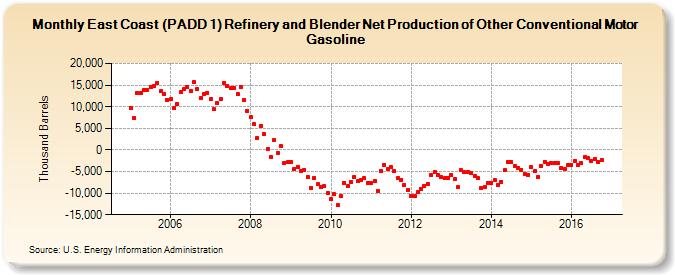 Monthly East Coast (PADD 1) Refinery and Blender Net Production of Other Conventional Motor
Gasoline
Thousand Barrels
20,000
15,000
10,000
5,000
0
-5,000
-10,000
-15,000
2006 2008 2010 2012 2014 2016
Source: U.S. Energy Information Administration